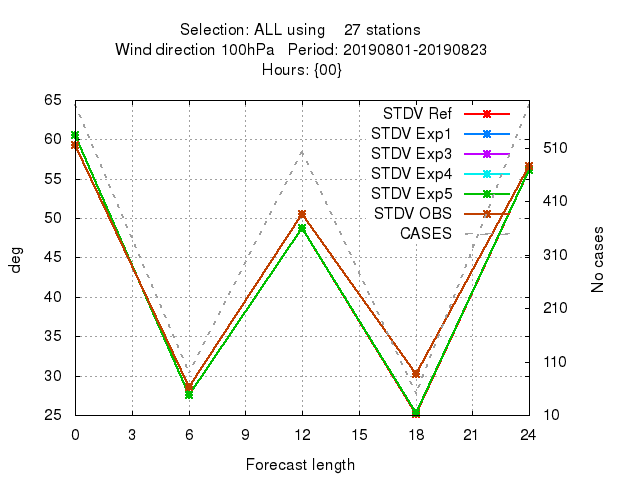 Selection: ALL using    27 stations
Wind direction 100hPa   Period: 20190801-20190823
Hours: {00}
65
60
55
50
45
40
35
30
25
deg
STDV Ref
STDV Exp1
STDV Exp3
STDV Exp4
STDV Exp5
STDV OBS
CASES
510
410
310
210
110
10
No cases
0 3 6 9 12 15 18 21 24
Forecast length